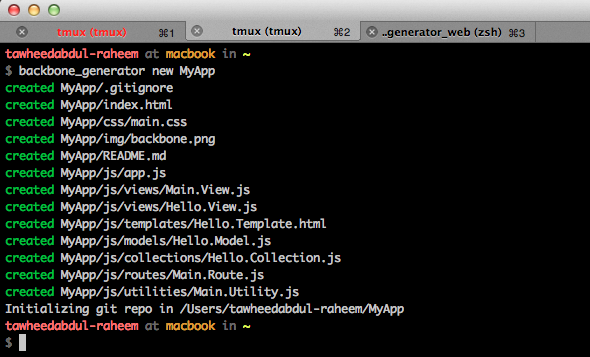 tmux (tmux) ⌘1 tmux (tmux) ⌘2 ..generator_web (zsh) ⌘3
tawheedabdul-raheem at macbook in ~
$ backbone_generator new MyApp
created MyApp/.gitignore
created MyApp/index.html
created MyApp/css/main.css
created MyApp/img/backbone.png
created MyApp/README.md
created MyApp/js/app.js
created MyApp/js/views/Main.View.js
created MyApp/js/views/Hello.View.js
created MyApp/js/templates/Hello.Template.html
created MyApp/js/models/Hello.Model.js
created MyApp/js/collections/Hello.Collection.js
created MyApp/js/routes/Main.Route.js
created MyApp/js/utilities/Main.Utility.js
Initializing git repo in /Users/tawheedabdul-raheem/MyApp
tawheedabdul-raheem at macbook in ~
$